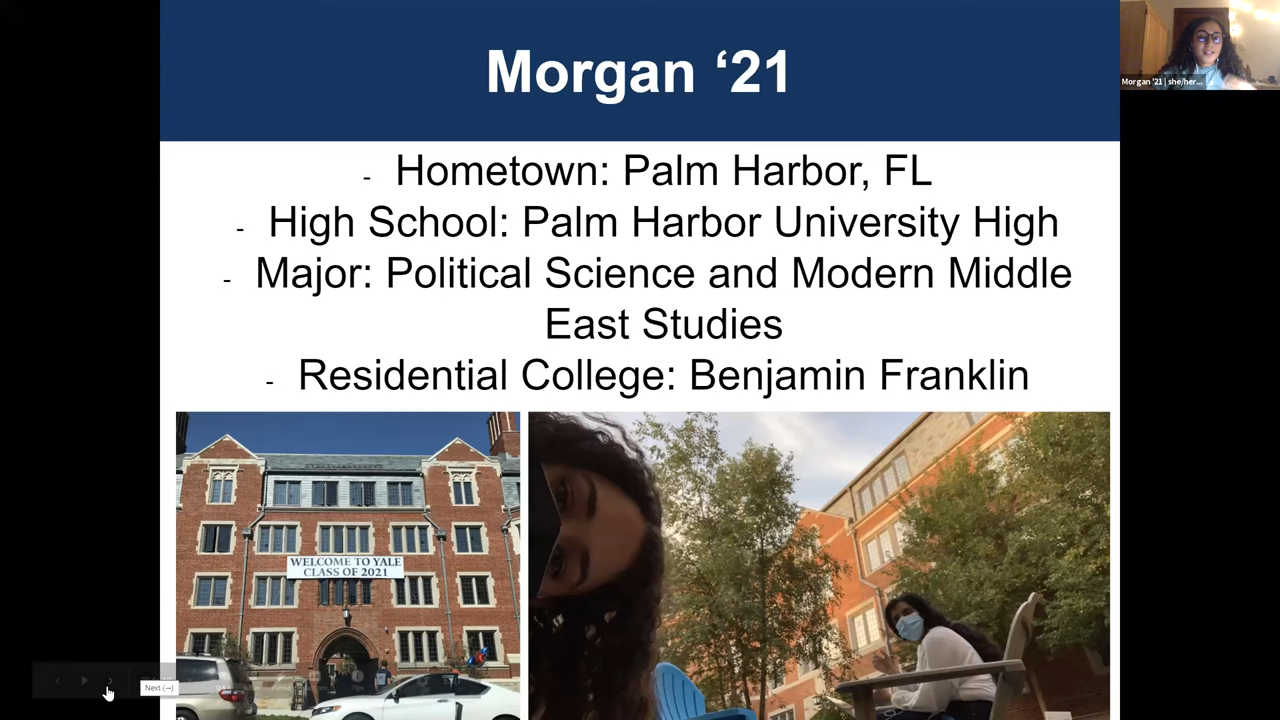 Morgan ‘21
Morgan '21 | she/her...
- Hometown: Palm Harbor, FL
- High School: Palm Harbor University High
- Major: Political Science and Modern Middle
East Studies
- Residential College: Benjamin Franklin
WELCOME TO YALE
CLASS OF 2021
Next (→)